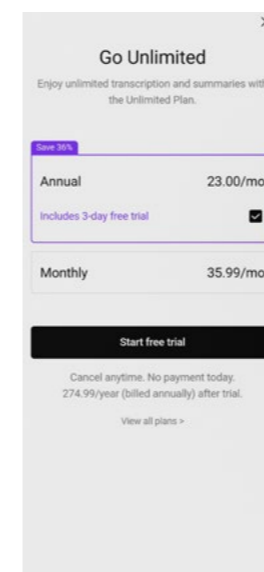 Go Unlimited
Enjoy unlimited transcription and summaries with
the Unlimited Plan.
Save 36%
Annual 23.00/mo
Includes 3-day free trial
Monthly 35.99/mo
Start free trial
Cancel anytime. No payment today.
274.99/year (billed annually) after trial.
View all plans >